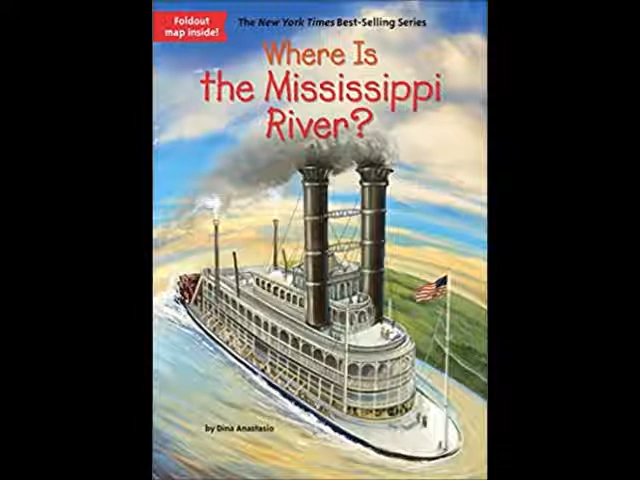 Foldout
map inside!
The New York Times Best-Selling Series
Where Is
the Mississippi
River?
by Dina Anastasio